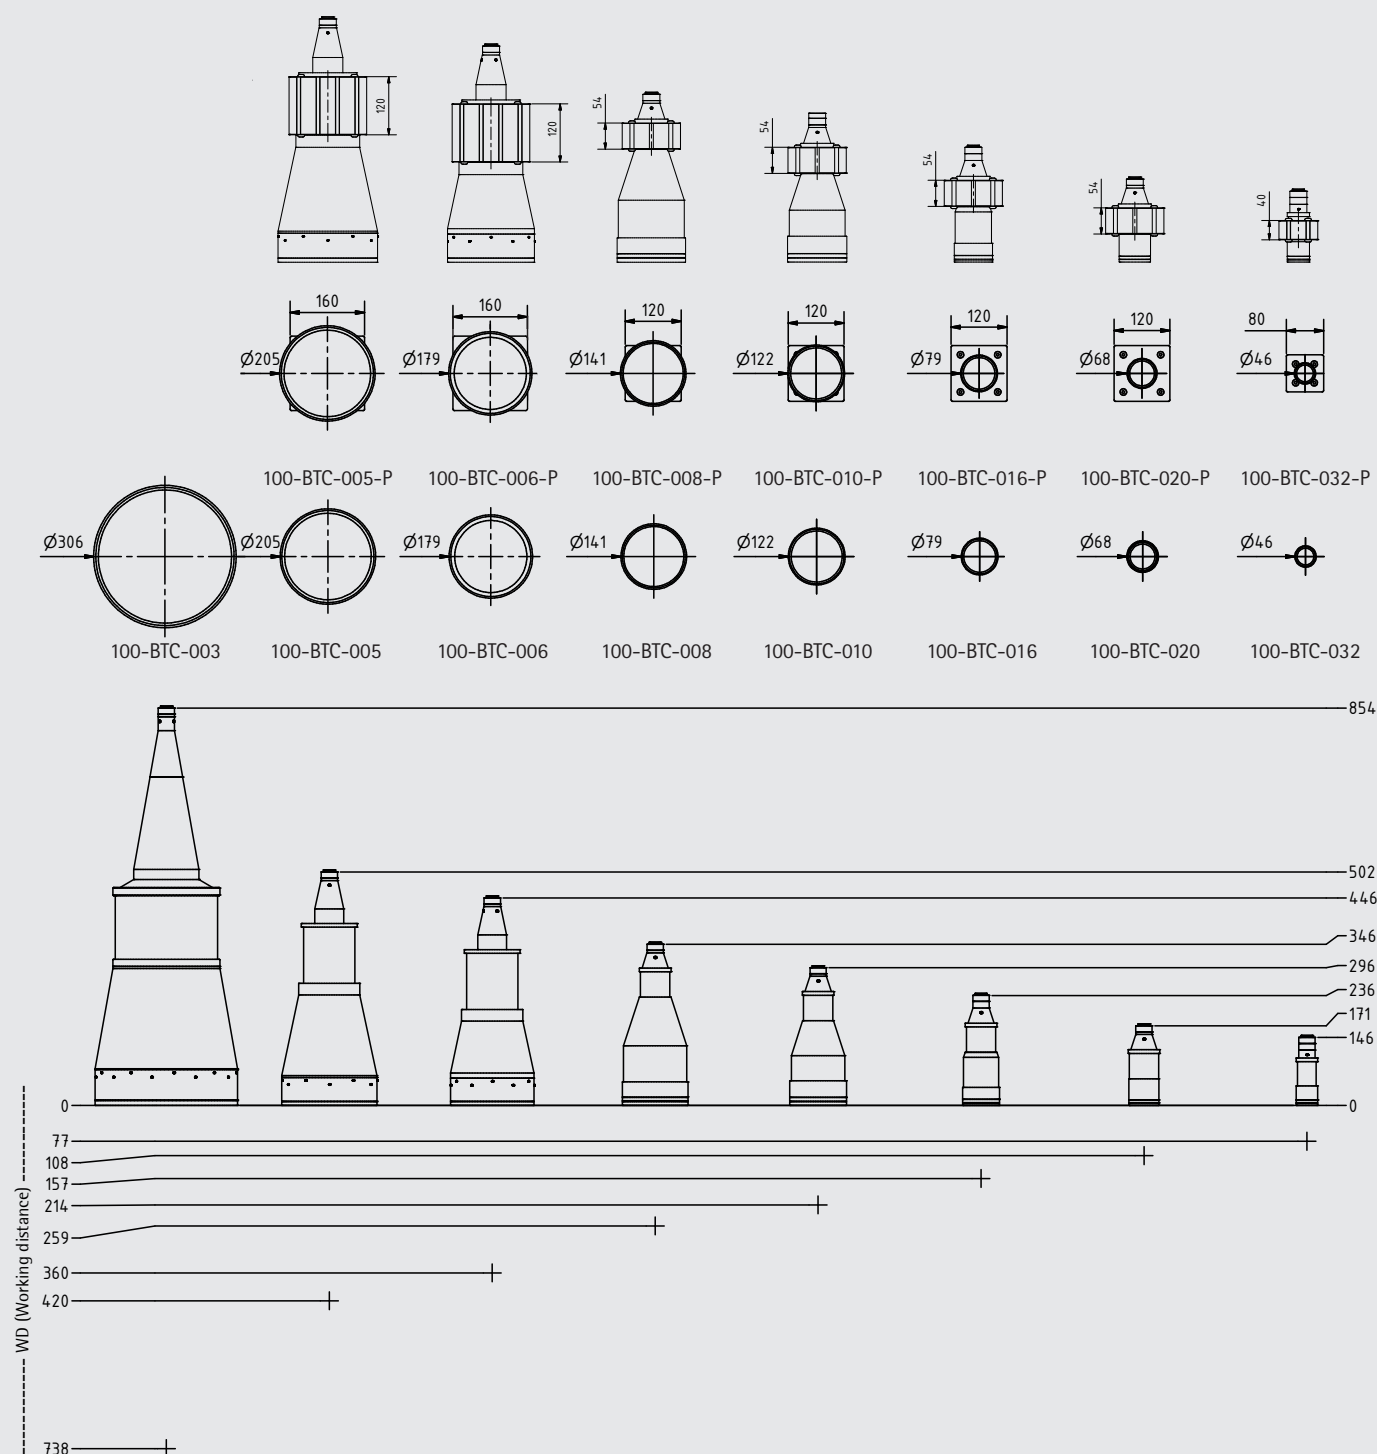 120
120
54
54
54
54
40
160
160
120
120
120
120
80
Ø205
Ø179
Ø141
Ø122
Ø79
Ø68
Ø46
100-BTC-005-P
100-BTC-006-P
100-BTC-008-P
100-BTC-010-P
100-BTC-016-P
100-BTC-020-P
100-BTC-032-P
Ø306
Ø205
Ø179
Ø141
Ø122
Ø79
Ø68
Ø46
100-BTC-003
100-BTC-005
100-BTC-006
100-BTC-008
100-BTC-010
100-BTC-016
100-BTC-020
100-BTC-032
854
502
446
346
296
236
171
146
0
0
77
108
157
214
259
360
420
738
WD (Working distance)